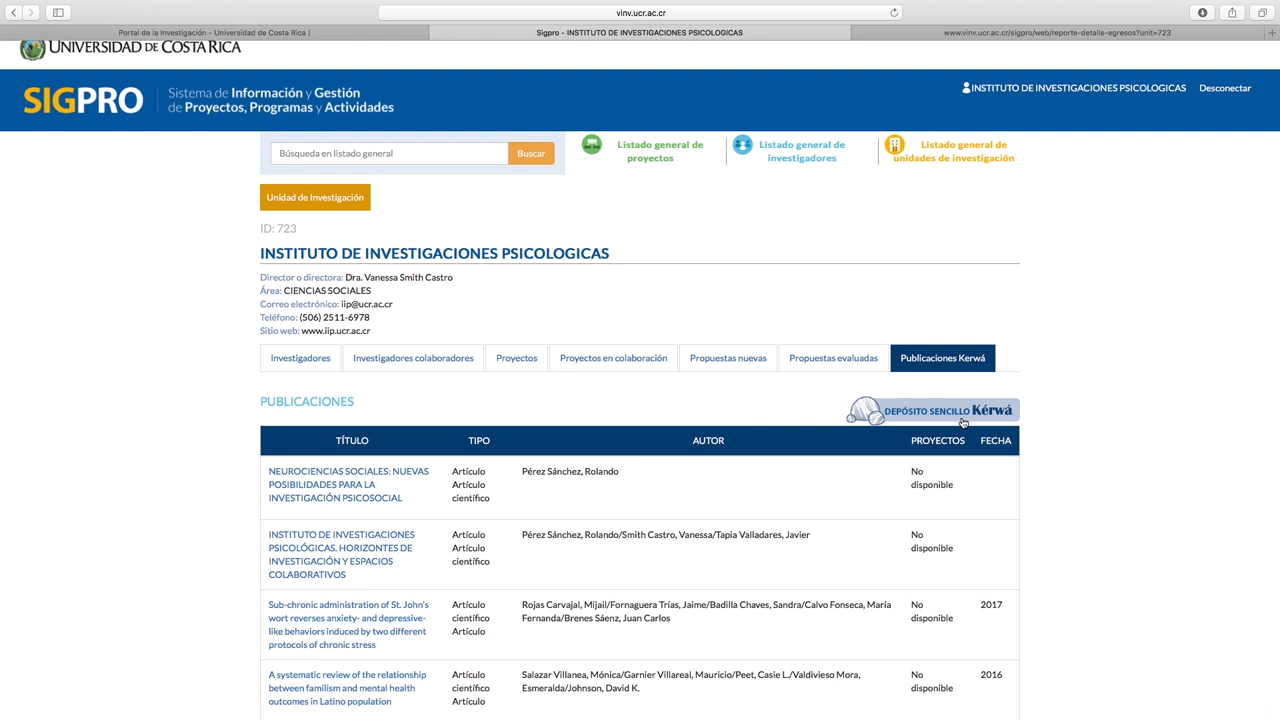 vinv.ucr.ac.cr
Portal de la Investigación - Universidad de Costa Rica |
Sigpro - INSTITUTO DE INVESTIGACIONES PSICOLOGICAS
www.vinv.ucr.ac.cr/sigpro/web/reporte-detalle-egresos?unit=723
UNIVERSIDAD DE COSTA RICA
SIGPRO
Sistema de Información y Gestión
de Proyectos, Programas y Actividades
INSTITUTO DE INVESTIGACIONES PSICOLOGICAS
Desconectar
Búsqueda en listado general
Buscar
Listado general de
proyectos
Listado general de
investigadores
Listado general de
unidades de investigación
Unidad de Investigación
ID: 723
INSTITUTO DE INVESTIGACIONES PSICOLOGICAS
Director o directora: Dra. Vanessa Smith Castro
Área: CIENCIAS SOCIALES
Correo electrónico: iip@ucr.ac.cr
Teléfono: (506) 2511-6978
Sitio web: www.iip.ucr.ac.cr
Investigadores
Investigadores colaboradores
Proyectos
Proyectos en colaboración
Propuestas nuevas
Propuestas evaluadas
Publicaciones Kerwá
PUBLICACIONES
DEPÓSITO SENCILLO Kérwá
TÍTULO
TIPO
AUTOR
PROYECTOS
FECHA
NEUROCIENCIAS SOCIALES: NUEVAS
POSIBILIDADES PARA LA
INVESTIGACIÓN PSICOSOCIAL
Artículo
Artículo
científico
Pérez Sánchez, Rolando
No
disponible
INSTITUTO DE INVESTIGACIONES
PSICOLÓGICAS. HORIZONTES DE
INVESTIGACIÓN Y ESPACIOS
COLABORATIVOS
Artículo
Artículo
científico
Pérez Sánchez, Rolando/Smith Castro, Vanessa/Tapia Valladares, Javier
No
disponible
Sub-chronic administration of St. John's
wort reverses anxiety- and depressive-
like behaviors induced by two different
protocols of chronic stress
Artículo
científico
Artículo
Rojas Carvajal, Mijail/Fornaguera Trías, Jaime/Badilla Chaves, Sandra/Calvo Fonseca, María
Fernanda/Brenes Sáenz, Juan Carlos
No
disponible
2017
A systematic review of the relationship
between familism and mental health
outcomes in Latino population
Artículo
científico
Artículo
Salazar Villanea, Mónica/Garnier Villareal, Mauricio/Peet, Casie L./Valdivieso Mora,
Esmeralda/Johnson, David K.
No
disponible
2016